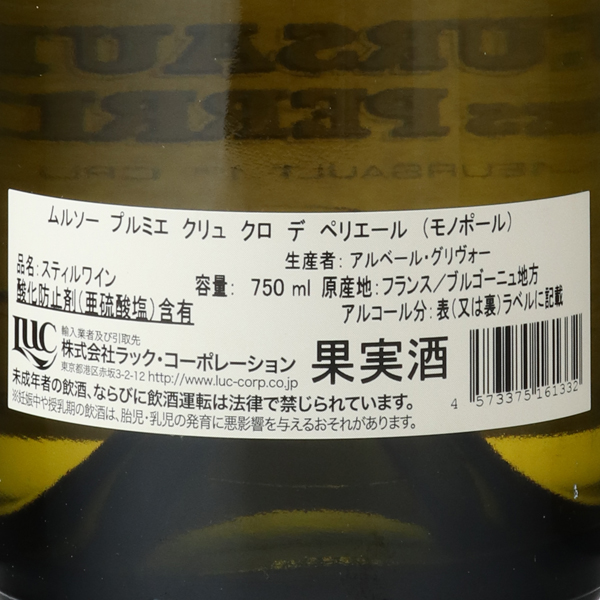 ムルソー プルミエ クリュ クロ デ ペリエール (モノポール)
生産者: アルベール・グリヴォー
品名:スティルワイン
容量: 750 ml 原産地:フランス/ブルゴーニュ地方
酸化防止剤(亜硫酸塩)含有
アルコール分:表(又は裏)ラベルに記載
LUC
輸入業者及び引取先
株式会社ラック・コーポレーション
東京都港区赤坂3-2-12 http://www.luc-corp.co.jp
果実酒
未成年者の飲酒、ならびに飲酒運転は法律で禁じられています。
※妊娠中や授乳期の飲酒は、胎児・乳児の発育に悪影響を与えるおそれがあります。
4 573375 161332